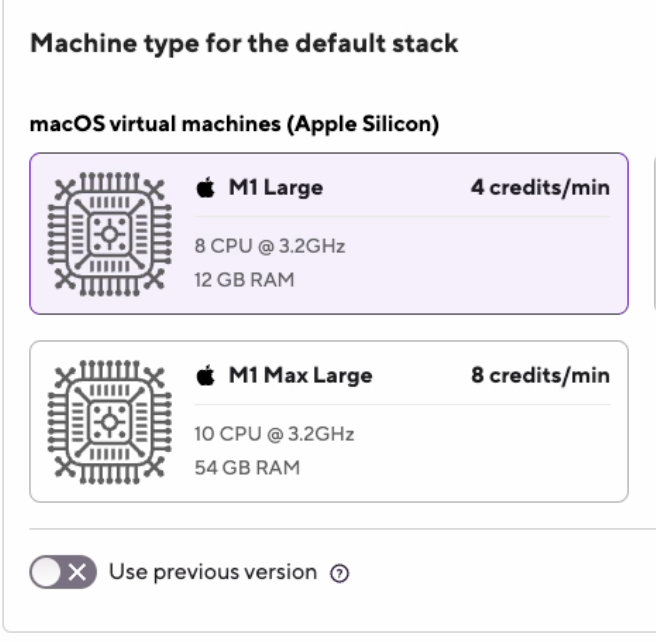 Machine type for the default stack
macOS virtual machines (Apple Silicon)
M1 Large 4 credits/min
8 CPU @ 3.2GHz
12 GB RAM
M1 Max Large 8 credits/min
10 CPU @ 3.2GHz
54 GB RAM
Use previous version